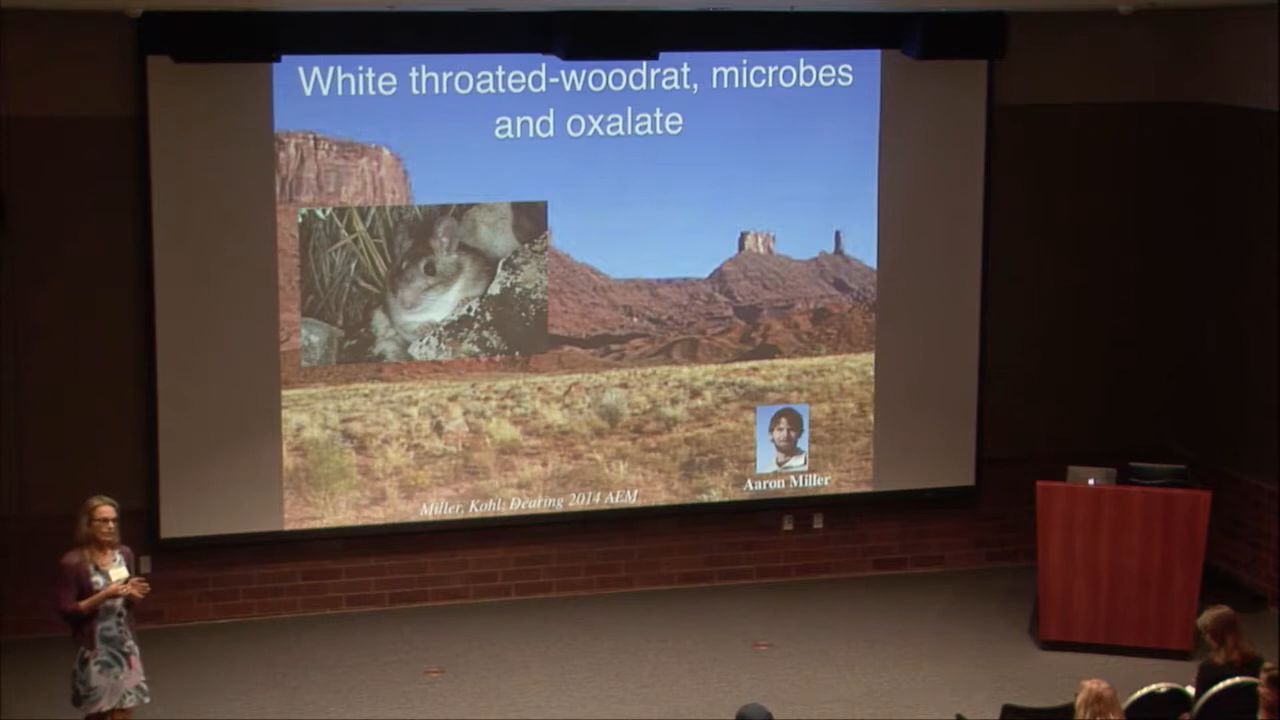 White throated-woodrat, microbes
and oxalate
Aaron Miller
Miller, Kohl, Dearing 2014 AEM